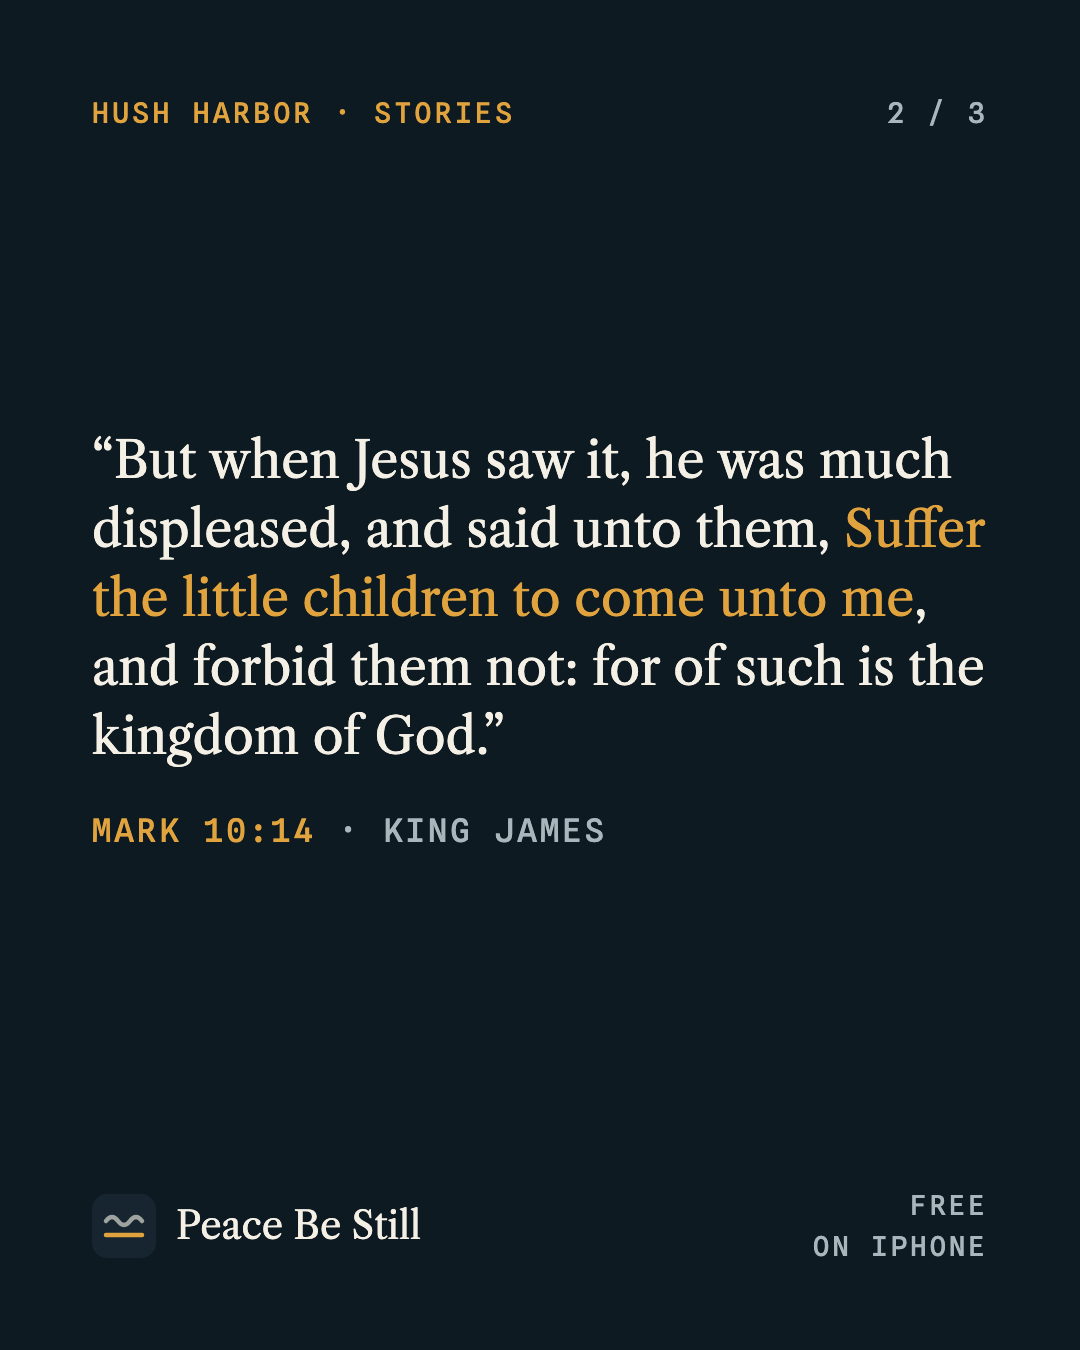 HUSH HARBOR · STORIES
2 / 3
“But when Jesus saw it, he was much
displeased, and said unto them, Suffer
the little children to come unto me,
and forbid them not: for of such is the
kingdom of God.”
MARK 10:14 · KING JAMES
Peace Be Still
FREE
ON IPHONE